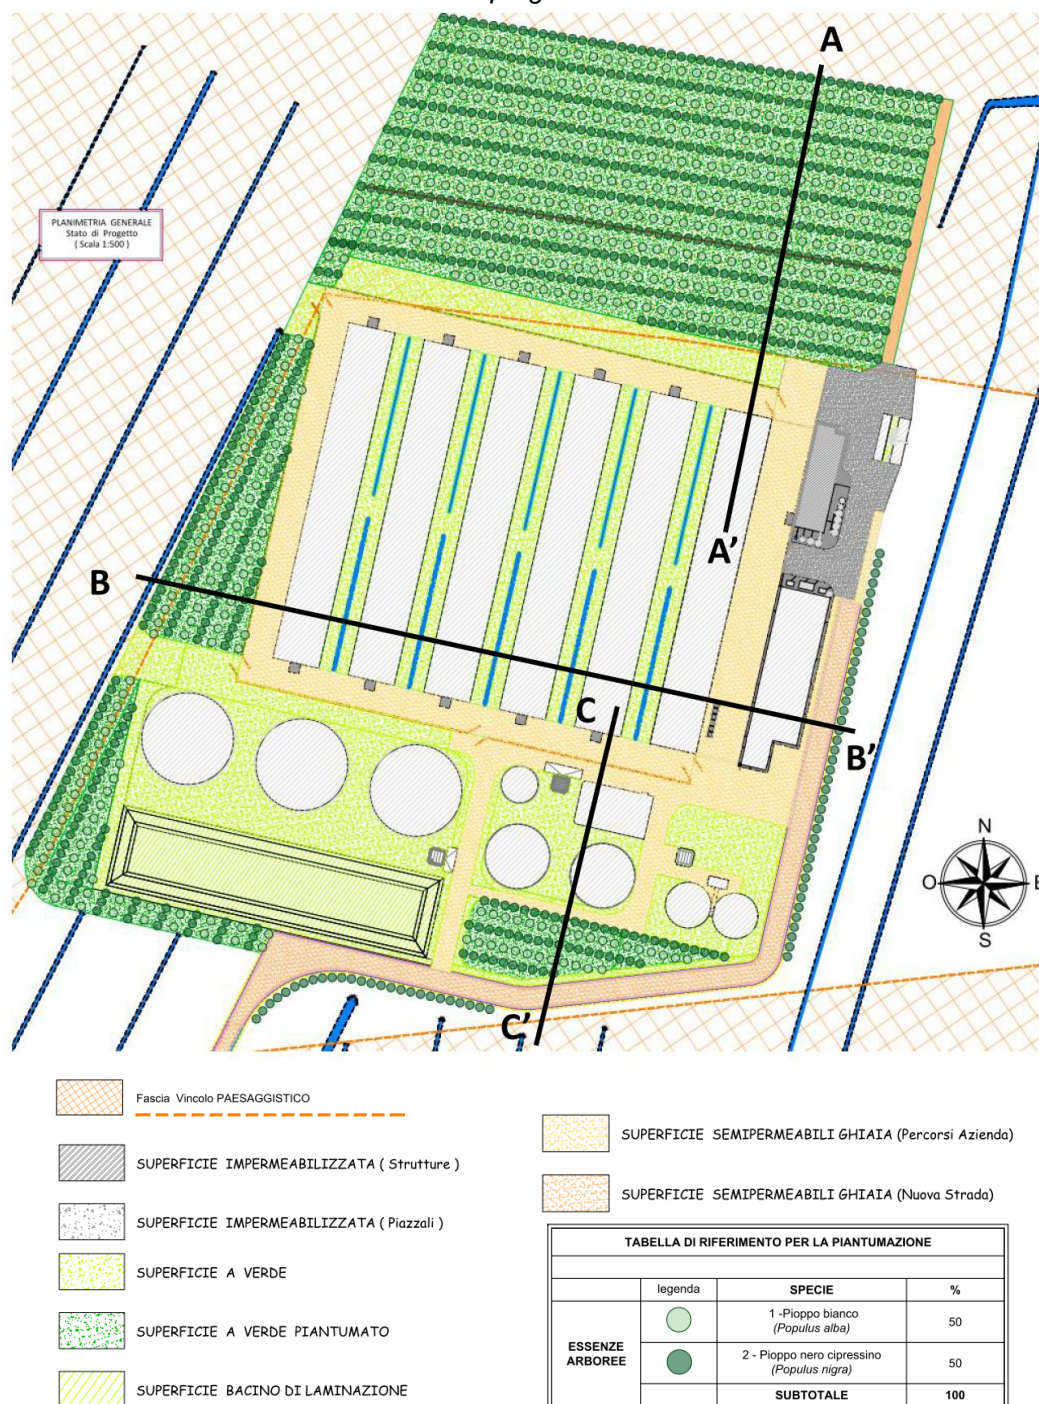 A
PLANIMETRIA GENERALE
Stato di Progetto
( Scala 1:500 )
A’
B
C
B’
N
O
E
S
C’
Fascia Vincolo PAESAGGISTICO
SUPERFICIE IMPERMEABILIZZATA ( Strutture )
SUPERFICIE IMPERMEABILIZZATA ( Piazzali )
SUPERFICIE A VERDE
SUPERFICIE A VERDE PIANTUMATO
SUPERFICIE BACINO DI LAMINAZIONE
SUPERFICIE SEMIPERMEABILI GHIAIA (Percorsi Azienda)
SUPERFICIE SEMIPERMEABILI GHIAIA (Nuova Strada)
TABELLA DI RIFERIMENTO PER LA PIANTUMAZIONE
legenda SPECIE %
ESSENZE
ARBOREE
1 -Pioppo bianco
(Populus alba)
50
2 - Pioppo nero cipressino
(Populus nigra)
50
SUBTOTALE 100